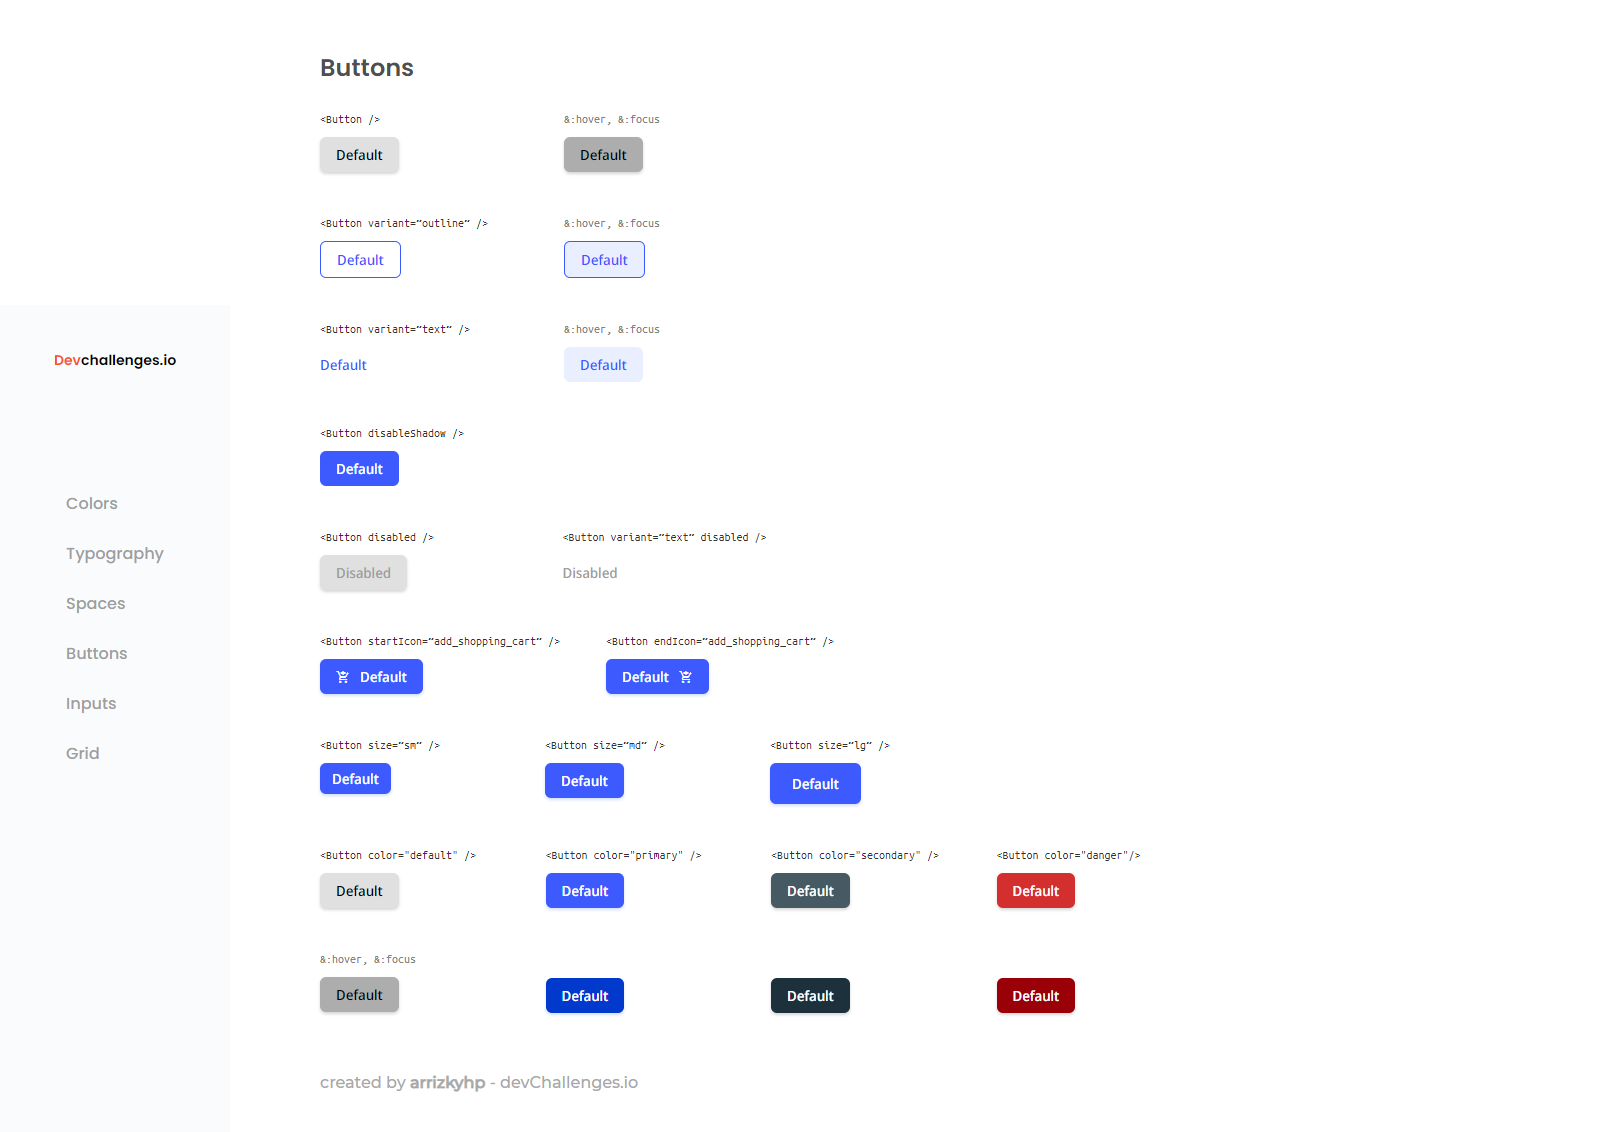 Buttons
<Button />
&:hover, &:focus
Default
Default
<Button variant=”outline” />
&:hover, &:focus
Default
Default
<Button variant=”text” />
&:hover, &:focus
Default
Default
<Button disableShadow />
Default
<Button disabled />
<Button variant=”text” disabled />
Disabled
Disabled
<Button startIcon=”add_shopping_cart” />
<Button endIcon=”add_shopping_cart” />
Default
Default
<Button size=”sm” />
<Button size=”md” />
<Button size=”lg” />
Default
Default
Default
<Button color="default" />
<Button color="primary" />
<Button color="secondary" />
<Button color="danger"/>
Default
Default
Default
Default
&:hover, &:focus
Default
Default
Default
Default
created by arrizkyhp - devChallenges.io
Devchallenges.io
Colors
Typography
Spaces
Buttons
Inputs
Grid